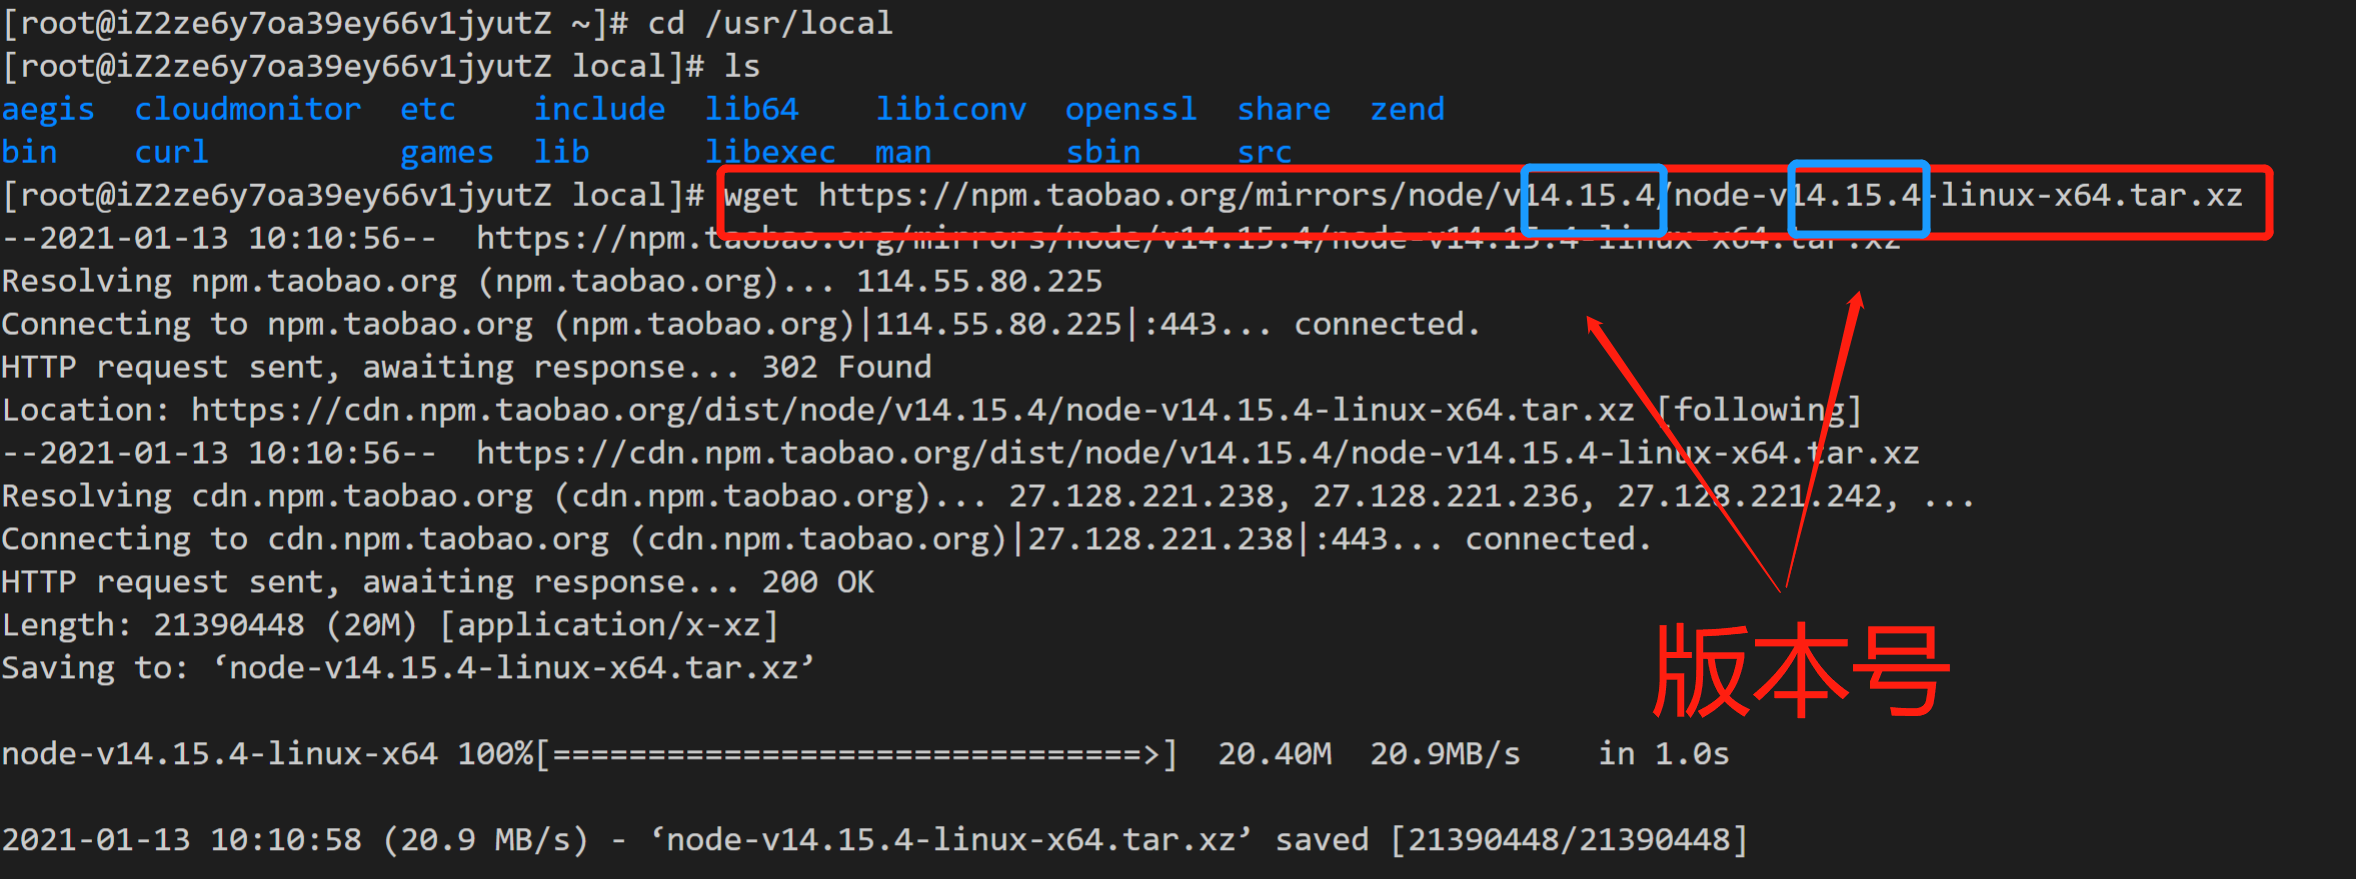 [root@iZ2ze6y7oa39ey66v1jyutZ ~]# cd /usr/local
[root@iZ2ze6y7oa39ey66v1jyutZ local]# ls
aegis  cloudmonitor  etc    include  lib64    libiconv  openssl  share  zend
bin    curl          games  lib      libexec  man       sbin     src
[root@iZ2ze6y7oa39ey66v1jyutZ local]# wget https://npm.taobao.org/mirrors/node/v14.15.4/node-v14.15.4-linux-x64.tar.xz
--2021-01-13 10:10:56--  https://npm.taobao.org/mirrors/node/v14.15.4/node-v14.15.4-linux-x64.tar.xz
Resolving npm.taobao.org (npm.taobao.org)... 114.55.80.225
Connecting to npm.taobao.org (npm.taobao.org)|114.55.80.225|:443... connected.
HTTP request sent, awaiting response... 302 Found
Location: https://cdn.npm.taobao.org/dist/node/v14.15.4/node-v14.15.4-linux-x64.tar.xz [following]
--2021-01-13 10:10:56--  https://cdn.npm.taobao.org/dist/node/v14.15.4/node-v14.15.4-linux-x64.tar.xz
Resolving cdn.npm.taobao.org (cdn.npm.taobao.org)... 27.128.221.238, 27.128.221.236, 27.128.221.242, ...
Connecting to cdn.npm.taobao.org (cdn.npm.taobao.org)|27.128.221.238|:443... connected.
HTTP request sent, awaiting response... 200 OK
Length: 21390448 (20M) [application/x-xz]
Saving to: ‘node-v14.15.4-linux-x64.tar.xz’
版本号
node-v14.15.4-linux-x64 100%[===============================>]  20.40M  20.9MB/s    in 1.0s
2021-01-13 10:10:58 (20.9 MB/s) - ‘node-v14.15.4-linux-x64.tar.xz’ saved [21390448/21390448]